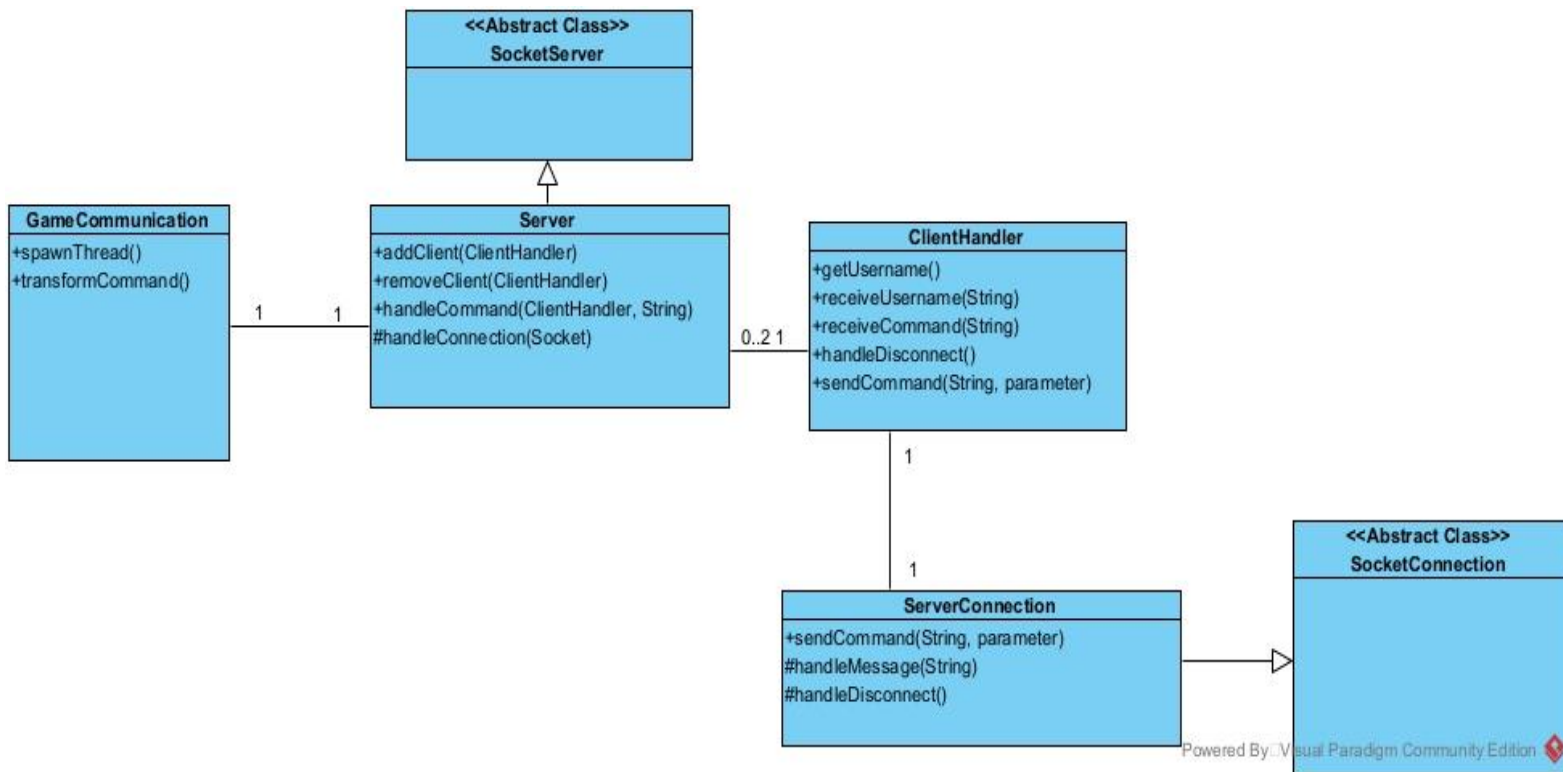 <<Abstract Class>>
SocketServer
GameCommunication
+spawnThread()
+transformCommand()
1
1
Server
+addClient(ClientHandler)
+removeClient(ClientHandler)
+handleCommand(ClientHandler, String)
#handleConnection(Socket)
0..2 1
ClientHandler
+getUsername()
+receiveUsername(String)
+receiveCommand(String)
+handleDisconnect()
+sendCommand(String, parameter)
1
1
ServerConnection
+sendCommand(String, parameter)
#handleMessage(String)
#handleDisconnect()
<<Abstract Class>>
SocketConnection
Powered By Visual Paradigm Community Edition